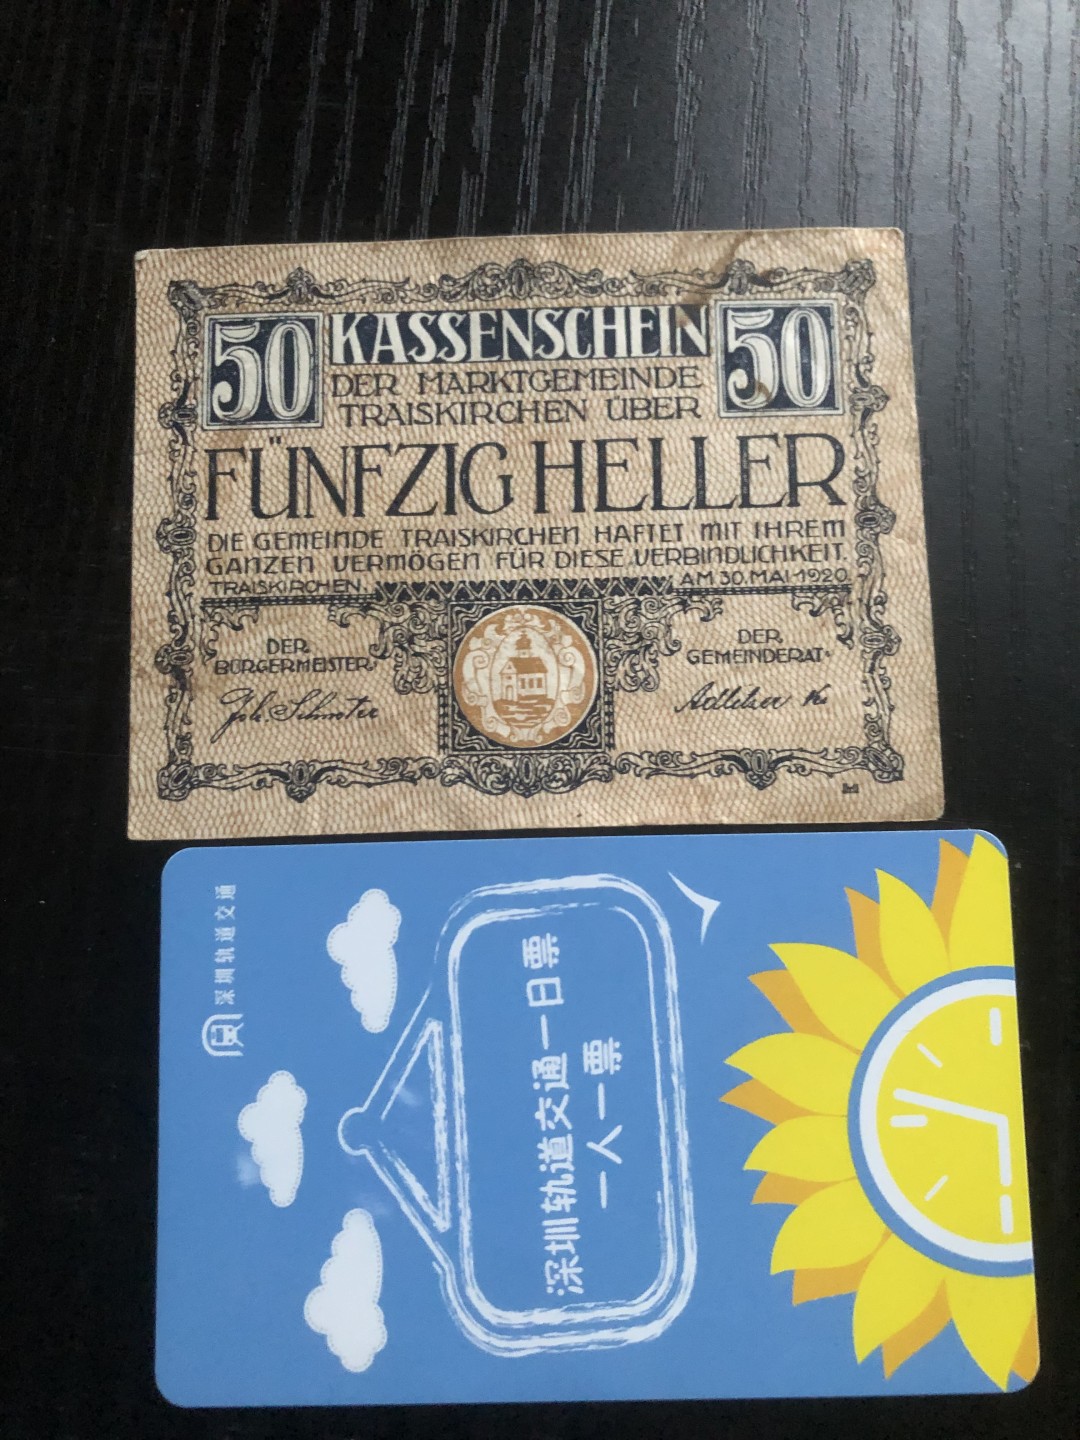 50 KASSENSCHEIN 50
DER MARKTGEMEINDE
TRAISKIRCHEN ÜBER
FÜNFZIG HELLER
DIE GEMEINDE TRAISKIRCHEN HAFTET MIT IHREM
GANZEN VERMÖGEN FÜR DIESE VERBINDLICHKEIT.
TRAISKIRCHEN, AM 30. MAI 1920.
DER
BÜRGERMEISTER:
DER
GEMEINDERAT:
深圳轨道交通
深圳轨道交通一日票
一人一票